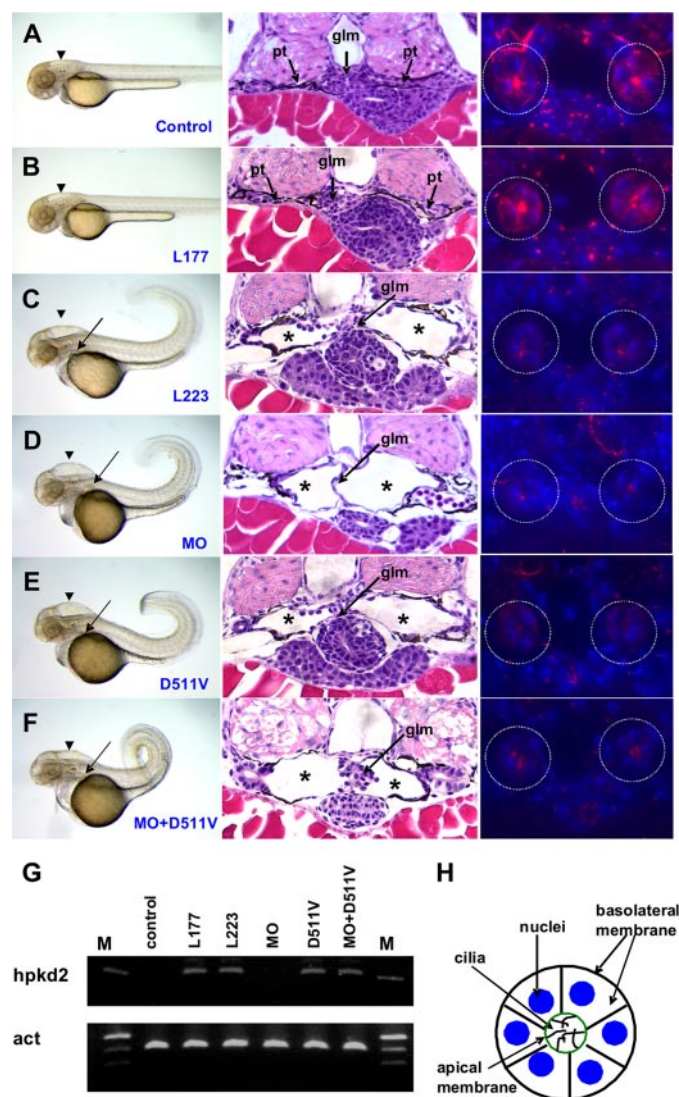 A
glm
pt
pt
Control
B
glm
pt
pt
L177
C
glm
*
*
L223
D
glm
*
*
MO
E
glm
*
*
D511V
F
glm
*
*
MO+D511V
G
M
control
L177
L223
MO
D511V
MO+D511V
M
hpkd2
act
H
basolateral
membrane
nuclei
cilia
apical
membrane